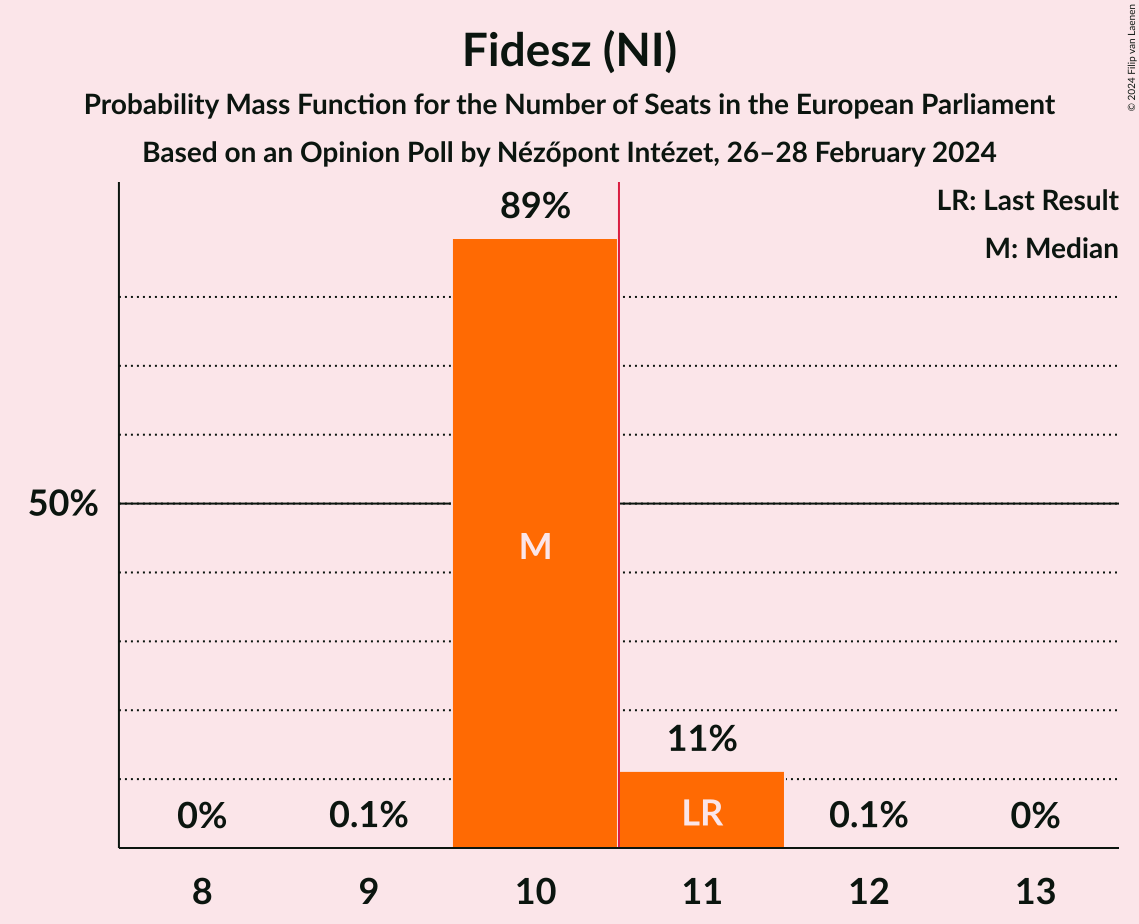 Fidesz (NI)
Probability Mass Function for the Number of Seats in the European Parliament
Based on an Opinion Poll by Nézőpont Intézet, 26–28 February 2024
© 2024 Filip van Laenen
LR: Last Result
M: Median
89%
50%
M
11%
LR
0%
0.1%
0.1%
0%
8
9
10
11
12
13